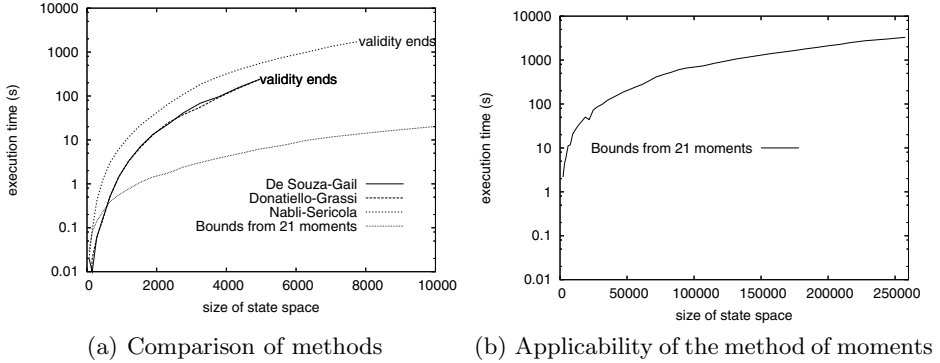 10000
1000
100
10
1
0.1
0.01
execution time (s)
validity ends
validity ends
De Souza-Gail
Donatiello-Grassi
Nabli-Sericola
Bounds from 21 moments
0 2000 4000 6000 8000 10000
size of state space
(a) Comparison of methods
10000
1000
100
10
1
0.1
0.01
execution time (s)
Bounds from 21 moments
0 50000 100000 150000 200000 250000
size of state space
(b) Applicability of the method of moments